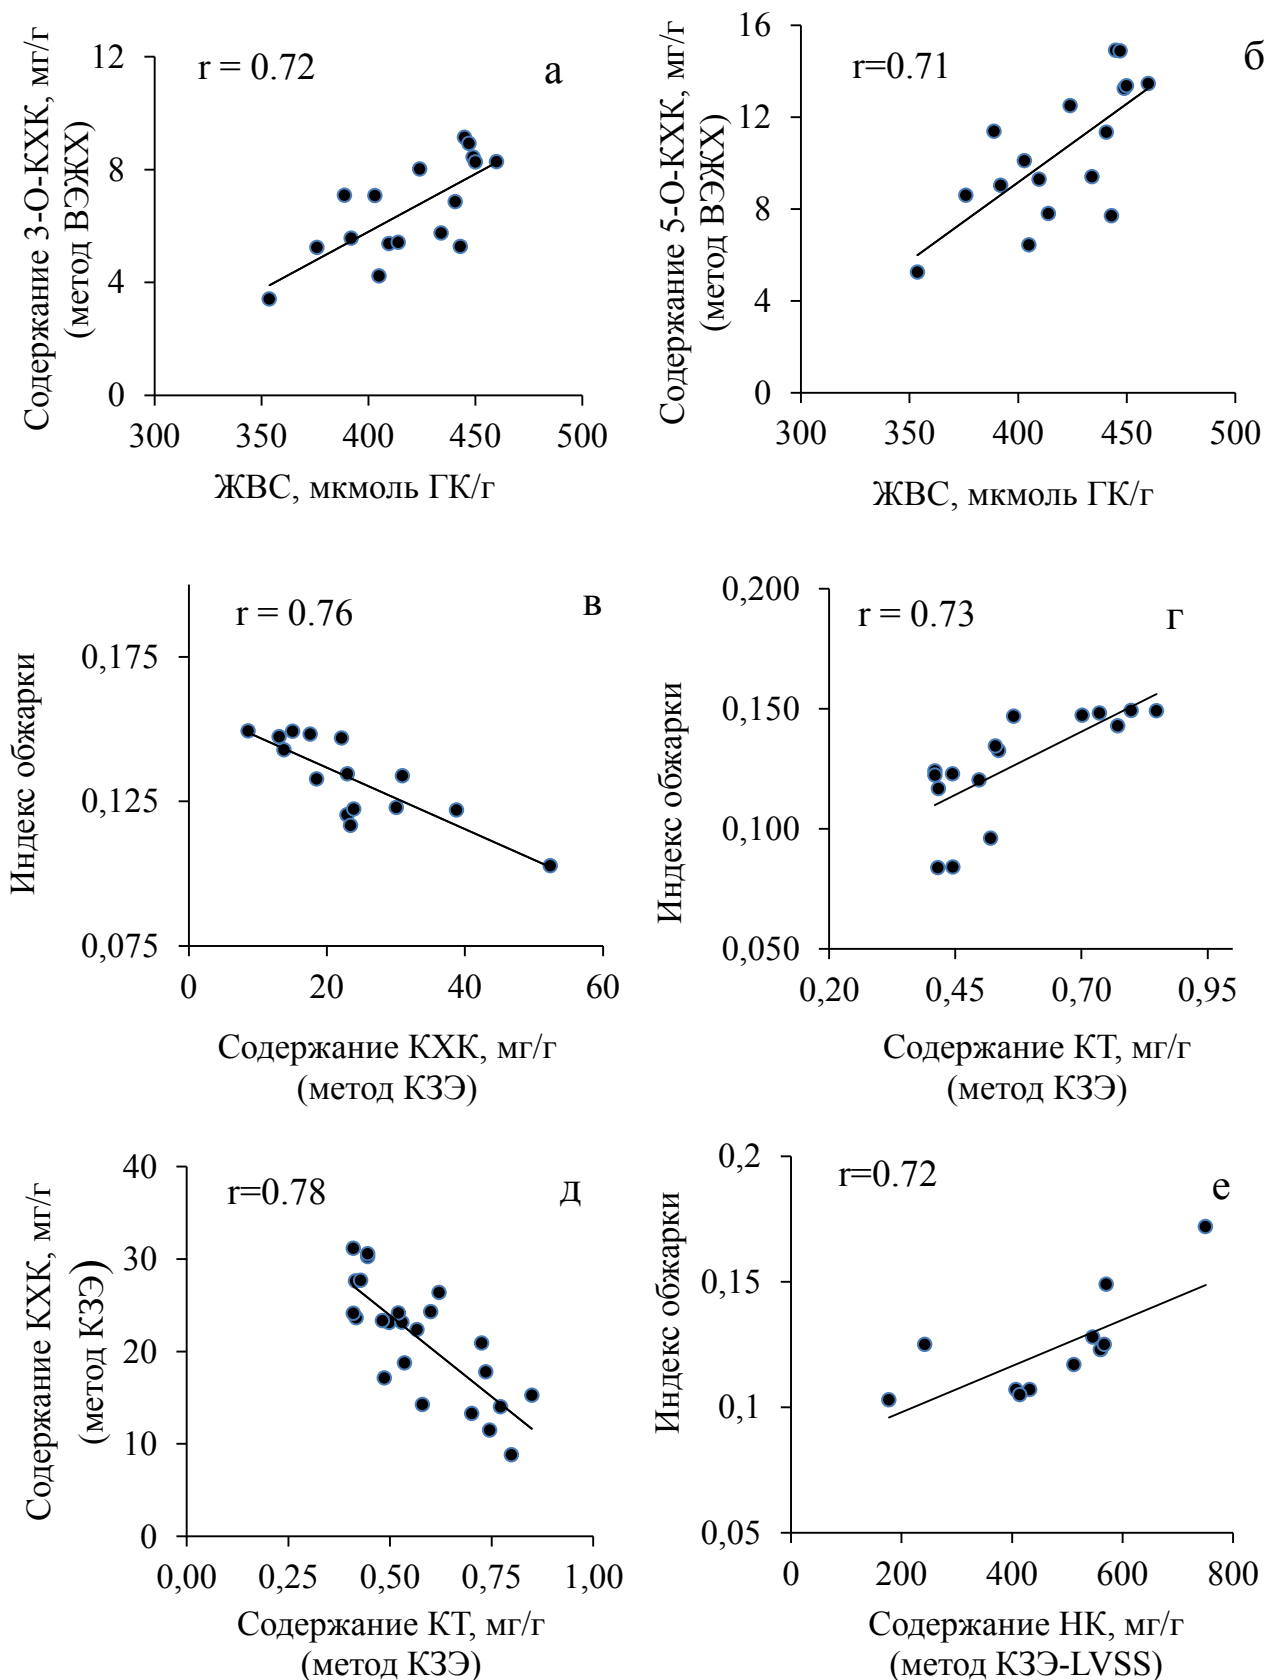 Содержание 3-О-КХК, мг/г
(метод ВЭЖХ)
r = 0.72
а
12
8
4
0
300
350
400
450
500
ЖВС, мкмоль ГК/г
Содержание 5-О-КХК, мг/г
(метод ВЭЖХ)
r=0.71
б
16
12
8
4
0
300
350
400
450
500
ЖВС, мкмоль ГК/г
Индекс обжарки
r = 0.76
в
0,175
0,125
0,075
0
20
40
60
Содержание КХК, мг/г
(метод КЗЭ)
Индекс обжарки
r = 0.73
г
0,200
0,150
0,100
0,050
0,20
0,45
0,70
0,95
Содержание КТ, мг/г
(метод КЗЭ)
Содержание КХК, мг/г
(метод КЗЭ)
r=0.78
д
40
30
20
10
0
0,00
0,25
0,50
0,75
1,00
Содержание КТ, мг/г
(метод КЗЭ)
Индекс обжарки
r=0.72
е
0,2
0,15
0,1
0,05
0
200
400
600
800
Содержание НК, мг/г
(метод КЗЭ-LVSS)